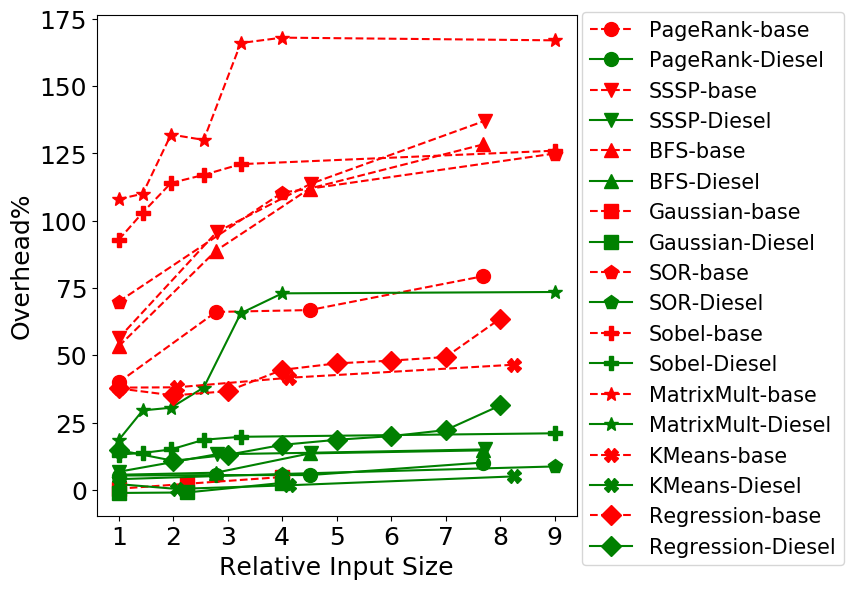 175
150
125
100
75
50
25
0
Overhead%
1 2 3 4 5 6 7 8 9
Relative Input Size
PageRank-base
PageRank-Diesel
SSSP-base
SSSP-Diesel
BFS-base
BFS-Diesel
Gaussian-base
Gaussian-Diesel
SOR-base
SOR-Diesel
Sobel-base
Sobel-Diesel
MatrixMult-base
MatrixMult-Diesel
KMeans-base
KMeans-Diesel
Regression-base
Regression-Diesel